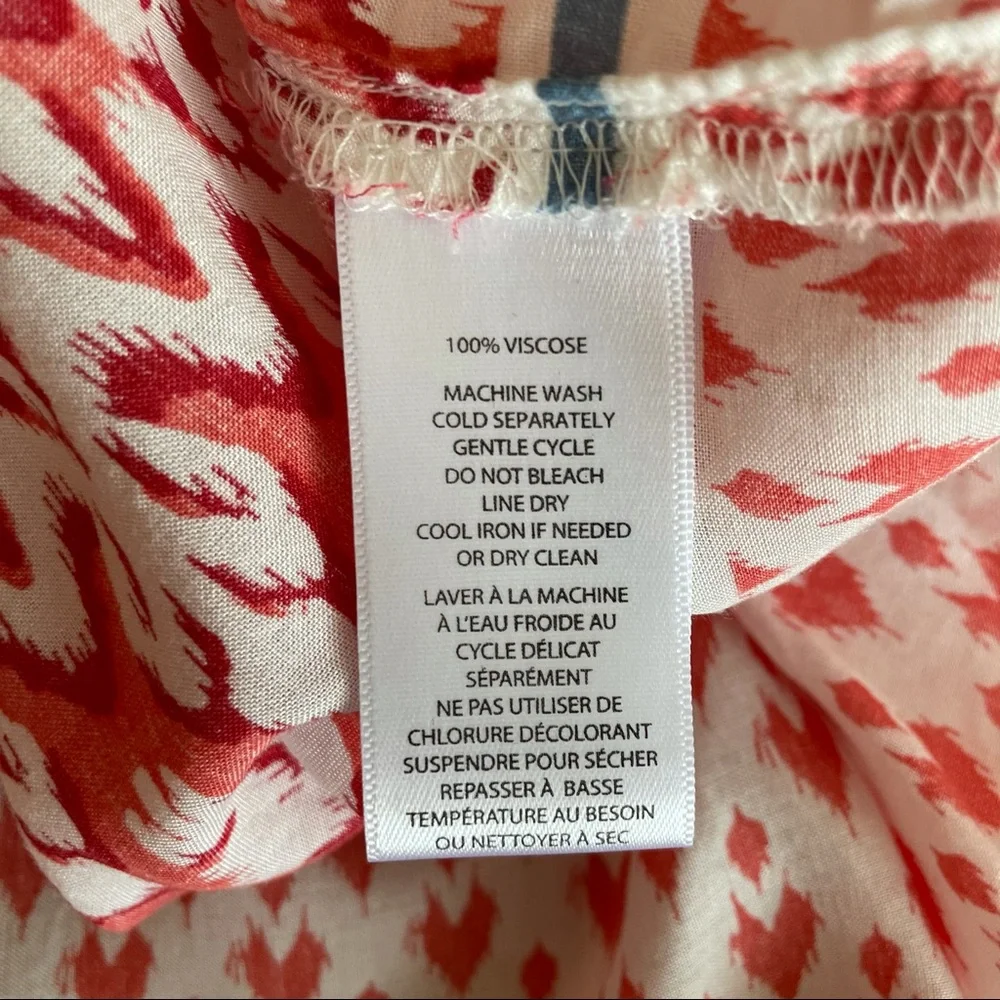 100% VISCOSE
MACHINE WASH
COLD SEPARATELY
GENTLE CYCLE
DO NOT BLEACH
LINE DRY
COOL IRON IF NEEDED
OR DRY CLEAN
LAVER À LA MACHINE
À L'EAU FROIDE AU
CYCLE DÉLICAT
SÉPARÉMENT
NE PAS UTILISER DE
CHLORURE DÉCOLORANT
SUSPENDRE POUR SÉCHER
REPASSER À BASSE
TEMPÉRATURE AU BESOIN
OU NETTOYER À SEC